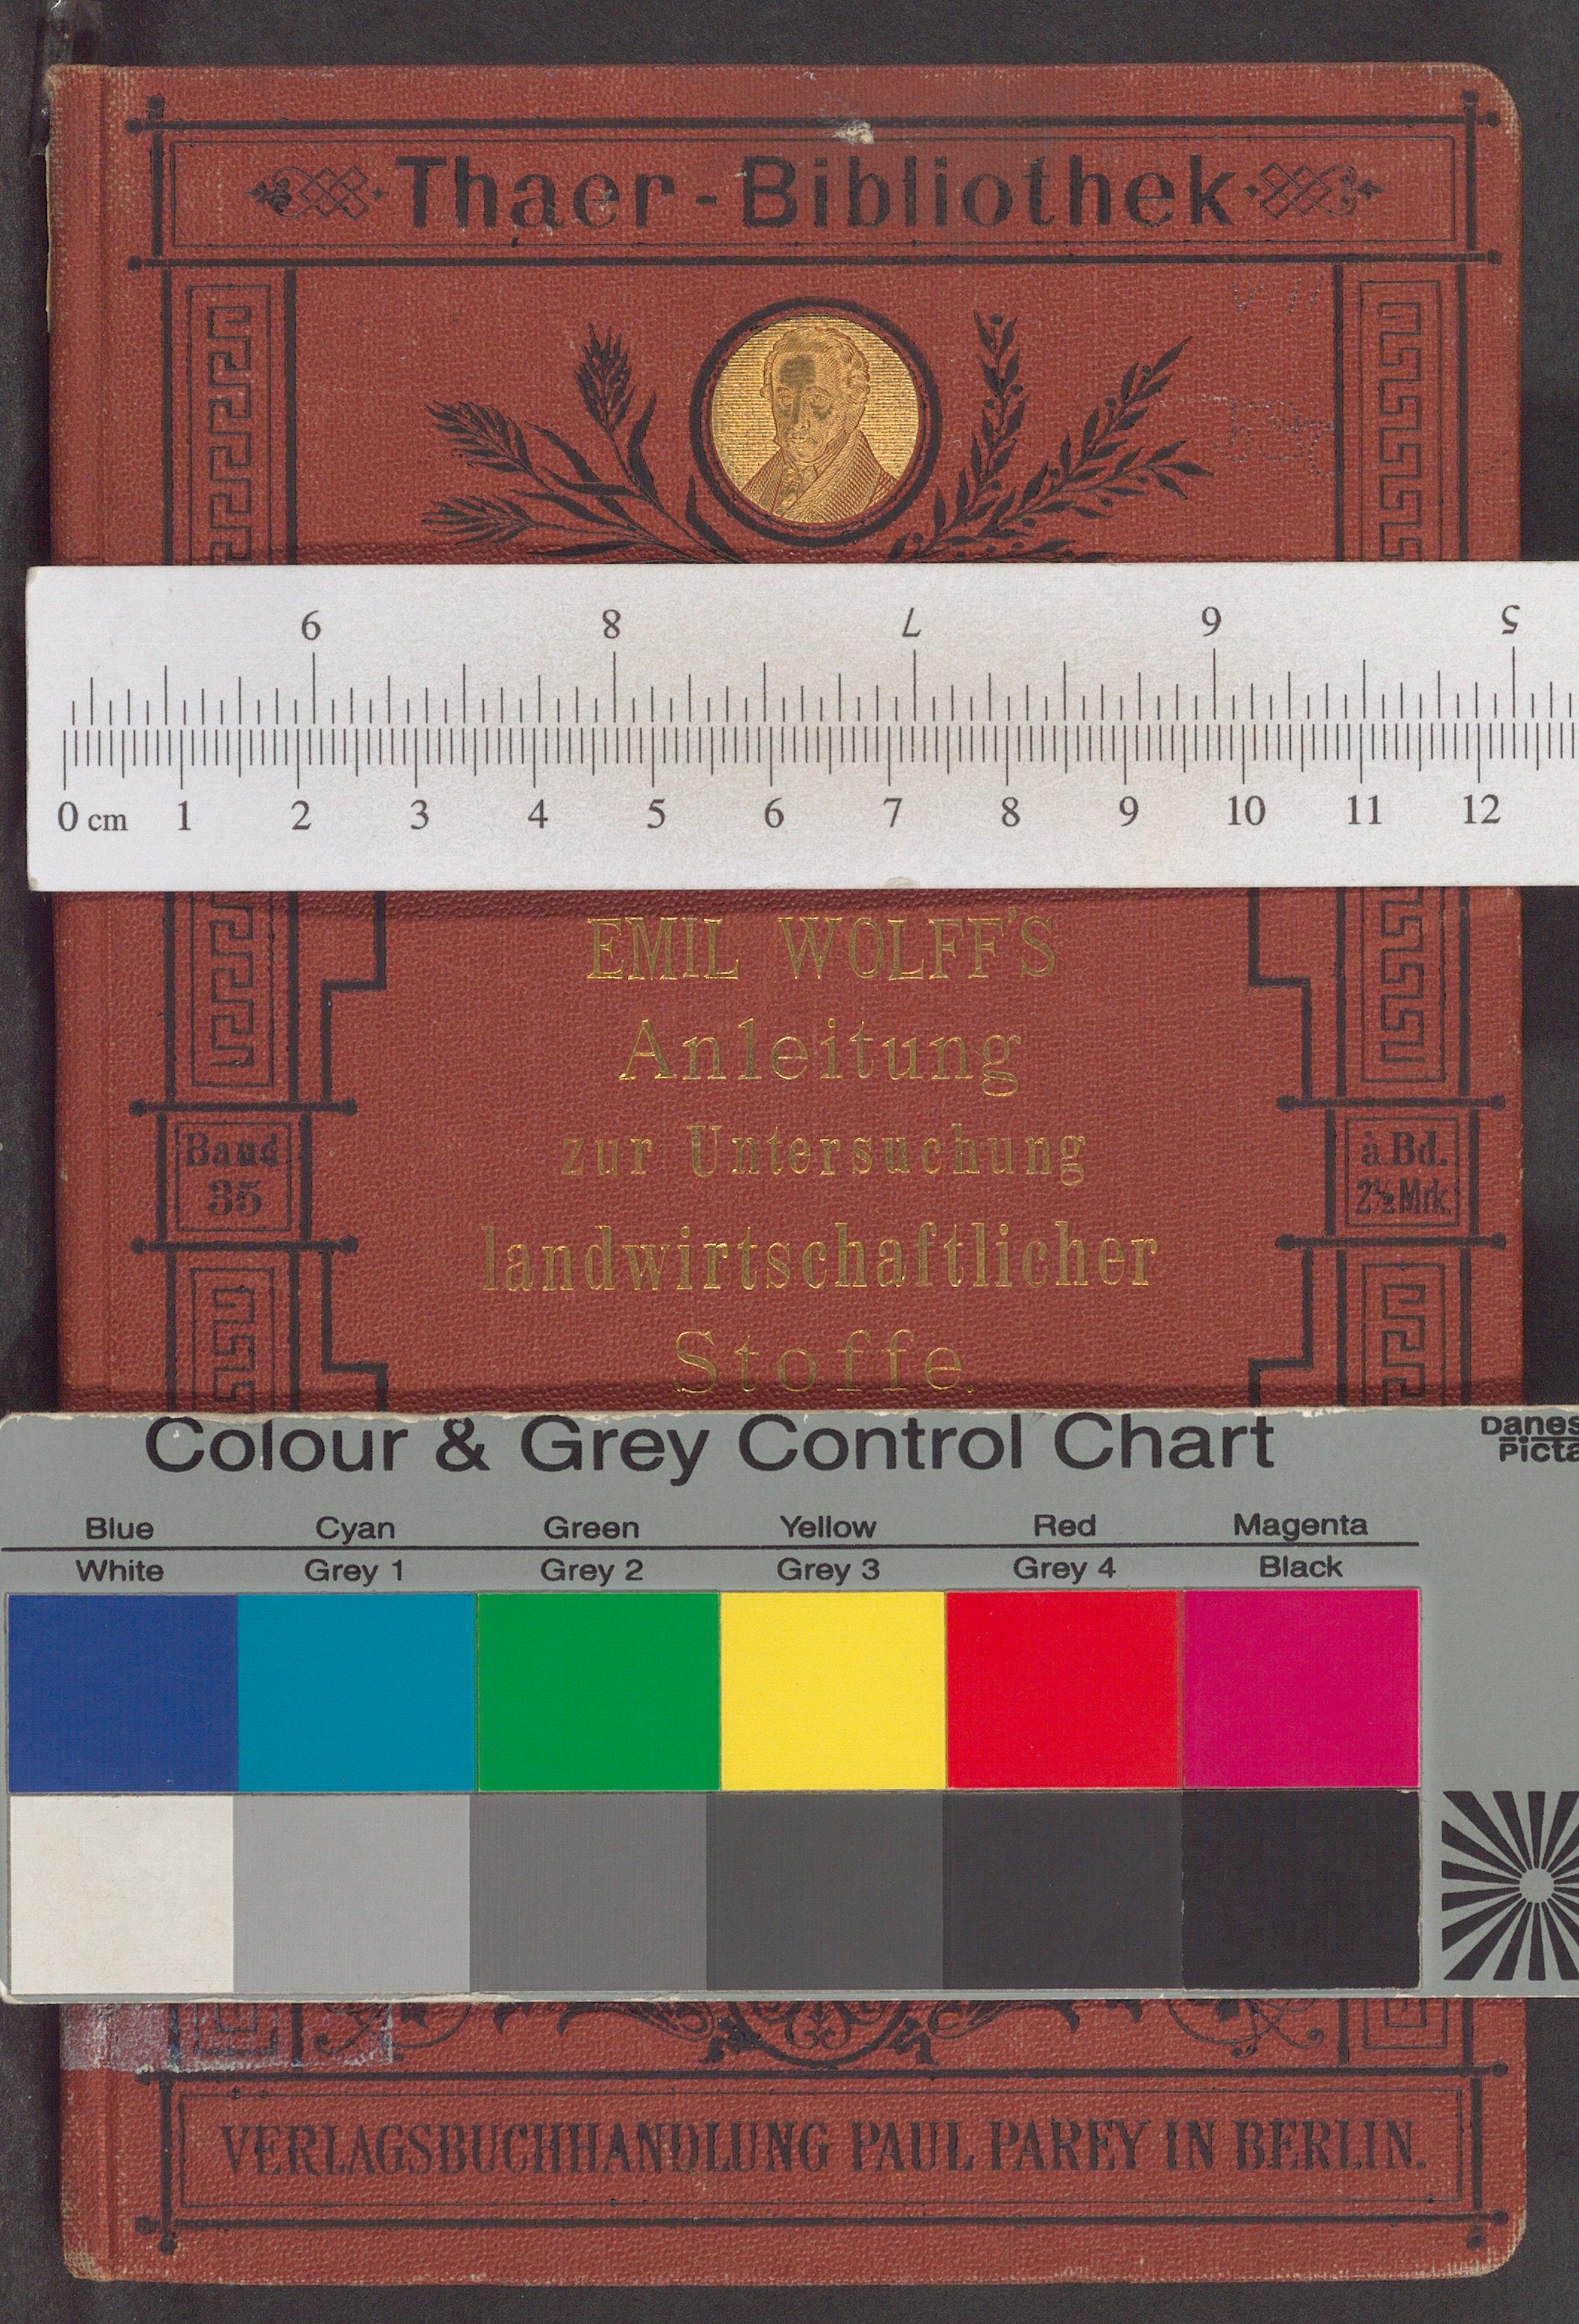 Thaer-Bibliothek
9 8 7 6 5
0 cm 1 2 3 4 5 6 7 8 9 10 11 12
EMIL WOLFF'S
Anleitung
zur Untersuchung
landwirtschaftlicher
Stoffe.
Band
35
à Bd.
2½ Mrk.
Colour & Grey Control Chart
Danes
Picta
Blue Cyan Green Yellow Red Magenta
White Grey 1 Grey 2 Grey 3 Grey 4 Black
VERLAGSBUCHHANDLUNG PAUL PAREY IN BERLIN.